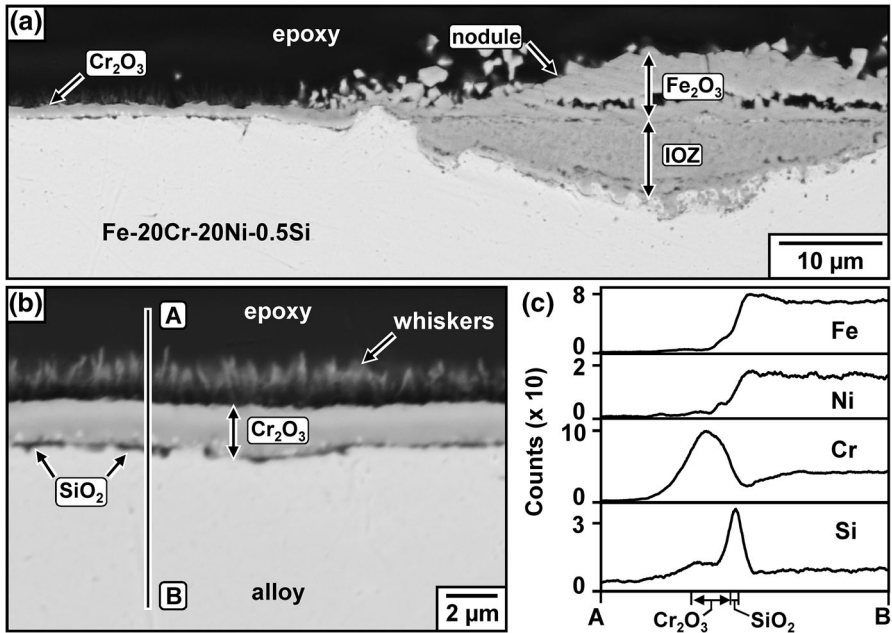 (a)
epoxy
nodule
Cr₂O₃
Fe₂O₃
IOZ
Fe-20Cr-20Ni-0.5Si
10 µm
(b)
A
epoxy
whiskers
Cr₂O₃
SiO₂
B
alloy
2 µm
(c)
Counts (x 10)
8
Fe
0
2
Ni
0
10
Cr
0
3
Si
0
A
Cr₂O₃
SiO₂
B